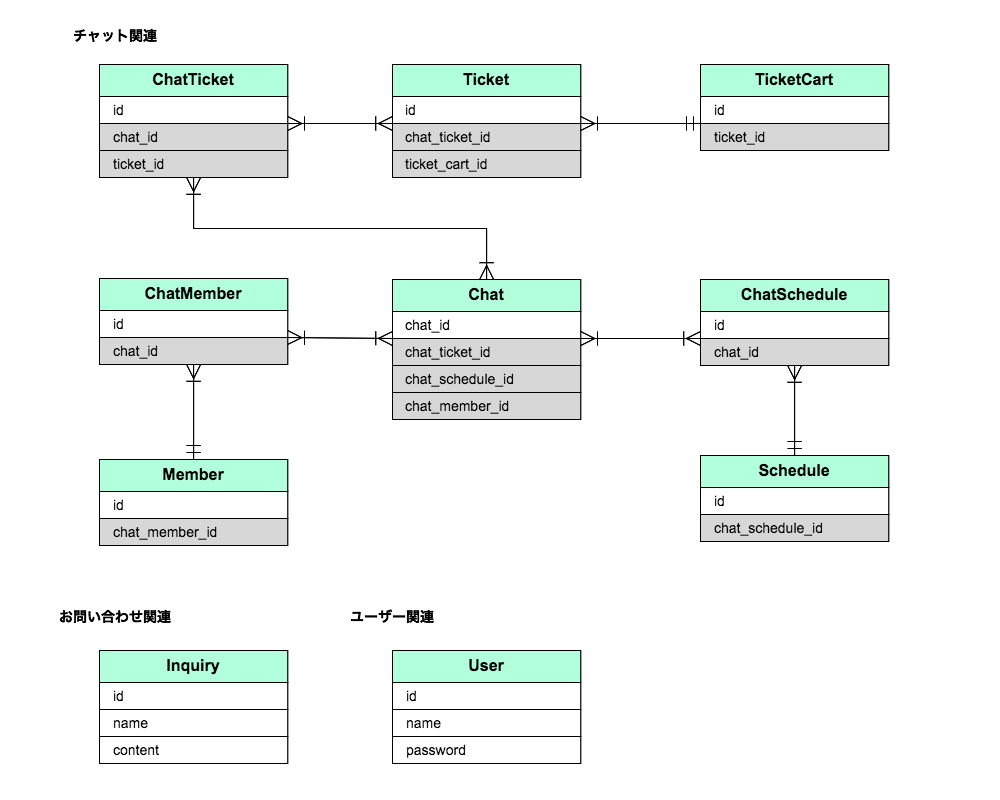 チャット関連
ChatTicket
id
chat_id
ticket_id
Ticket
id
chat_ticket_id
ticket_cart_id
TicketCart
id
ticket_id
ChatMember
id
chat_id
Chat
chat_id
chat_ticket_id
chat_schedule_id
chat_member_id
ChatSchedule
id
chat_id
Member
id
chat_member_id
Schedule
id
chat_schedule_id
お問い合わせ関連
Inquiry
id
name
content
ユーザー関連
User
id
name
password